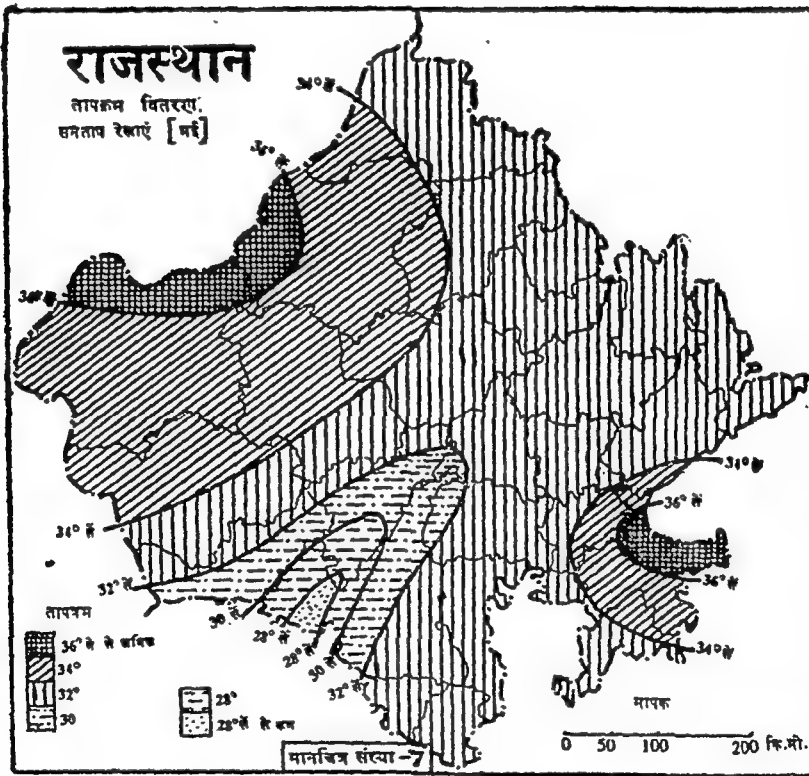 राजस्थान
तापक्रम वितरण.
समताप रेखाएं [मई]
34° सें
36° सें
36° सें
34° सें
36° सें
34° सें
36° सें
32° सें
34° सें
30 सें
28° सें
28° सें
30 सें
32° सें
तापक्रम
36° सें से अधिक
34°
32°
30
28°
28° सें से कम
मापक
0 50 100 200 कि.मी.
मानचित्र संख्या -7